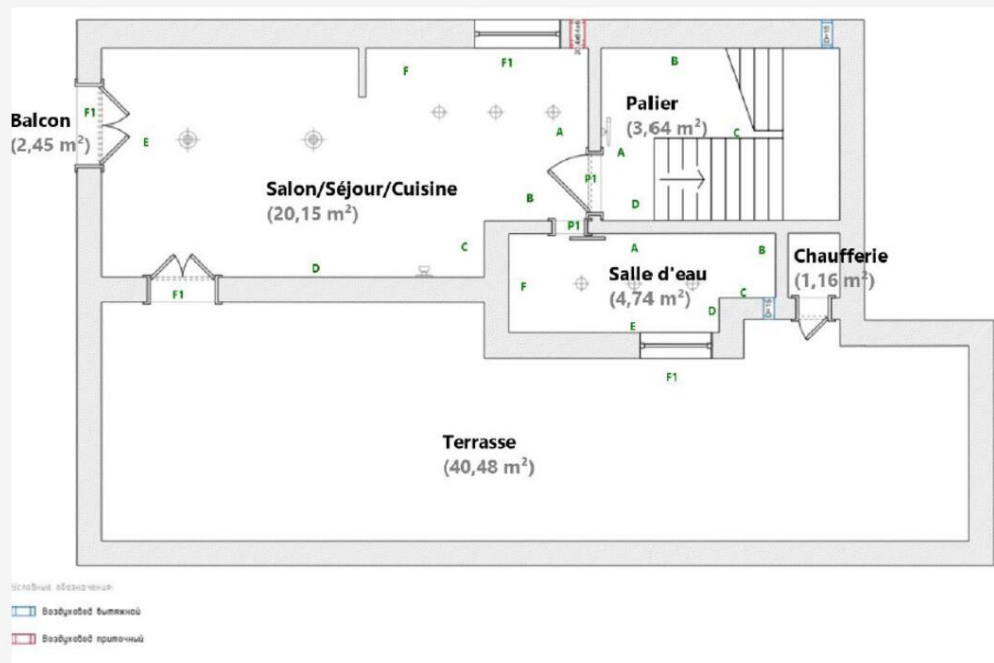 F1
F
B
Balcon
(2,45 m²)
F1
E
A
Palier
(3,64 m²)
C
A
Salon/Séjour/Cuisine
(20,15 m²)
P1
B
D
P1
C
D
A
B
Chaufferie
(1,16 m²)
F1
F
Salle d'eau
(4,74 m²)
C
D
E
F1
Terrasse
(40,48 m²)
Условные обозначения:
Воздуховод вытяжной
Воздуховод приточный